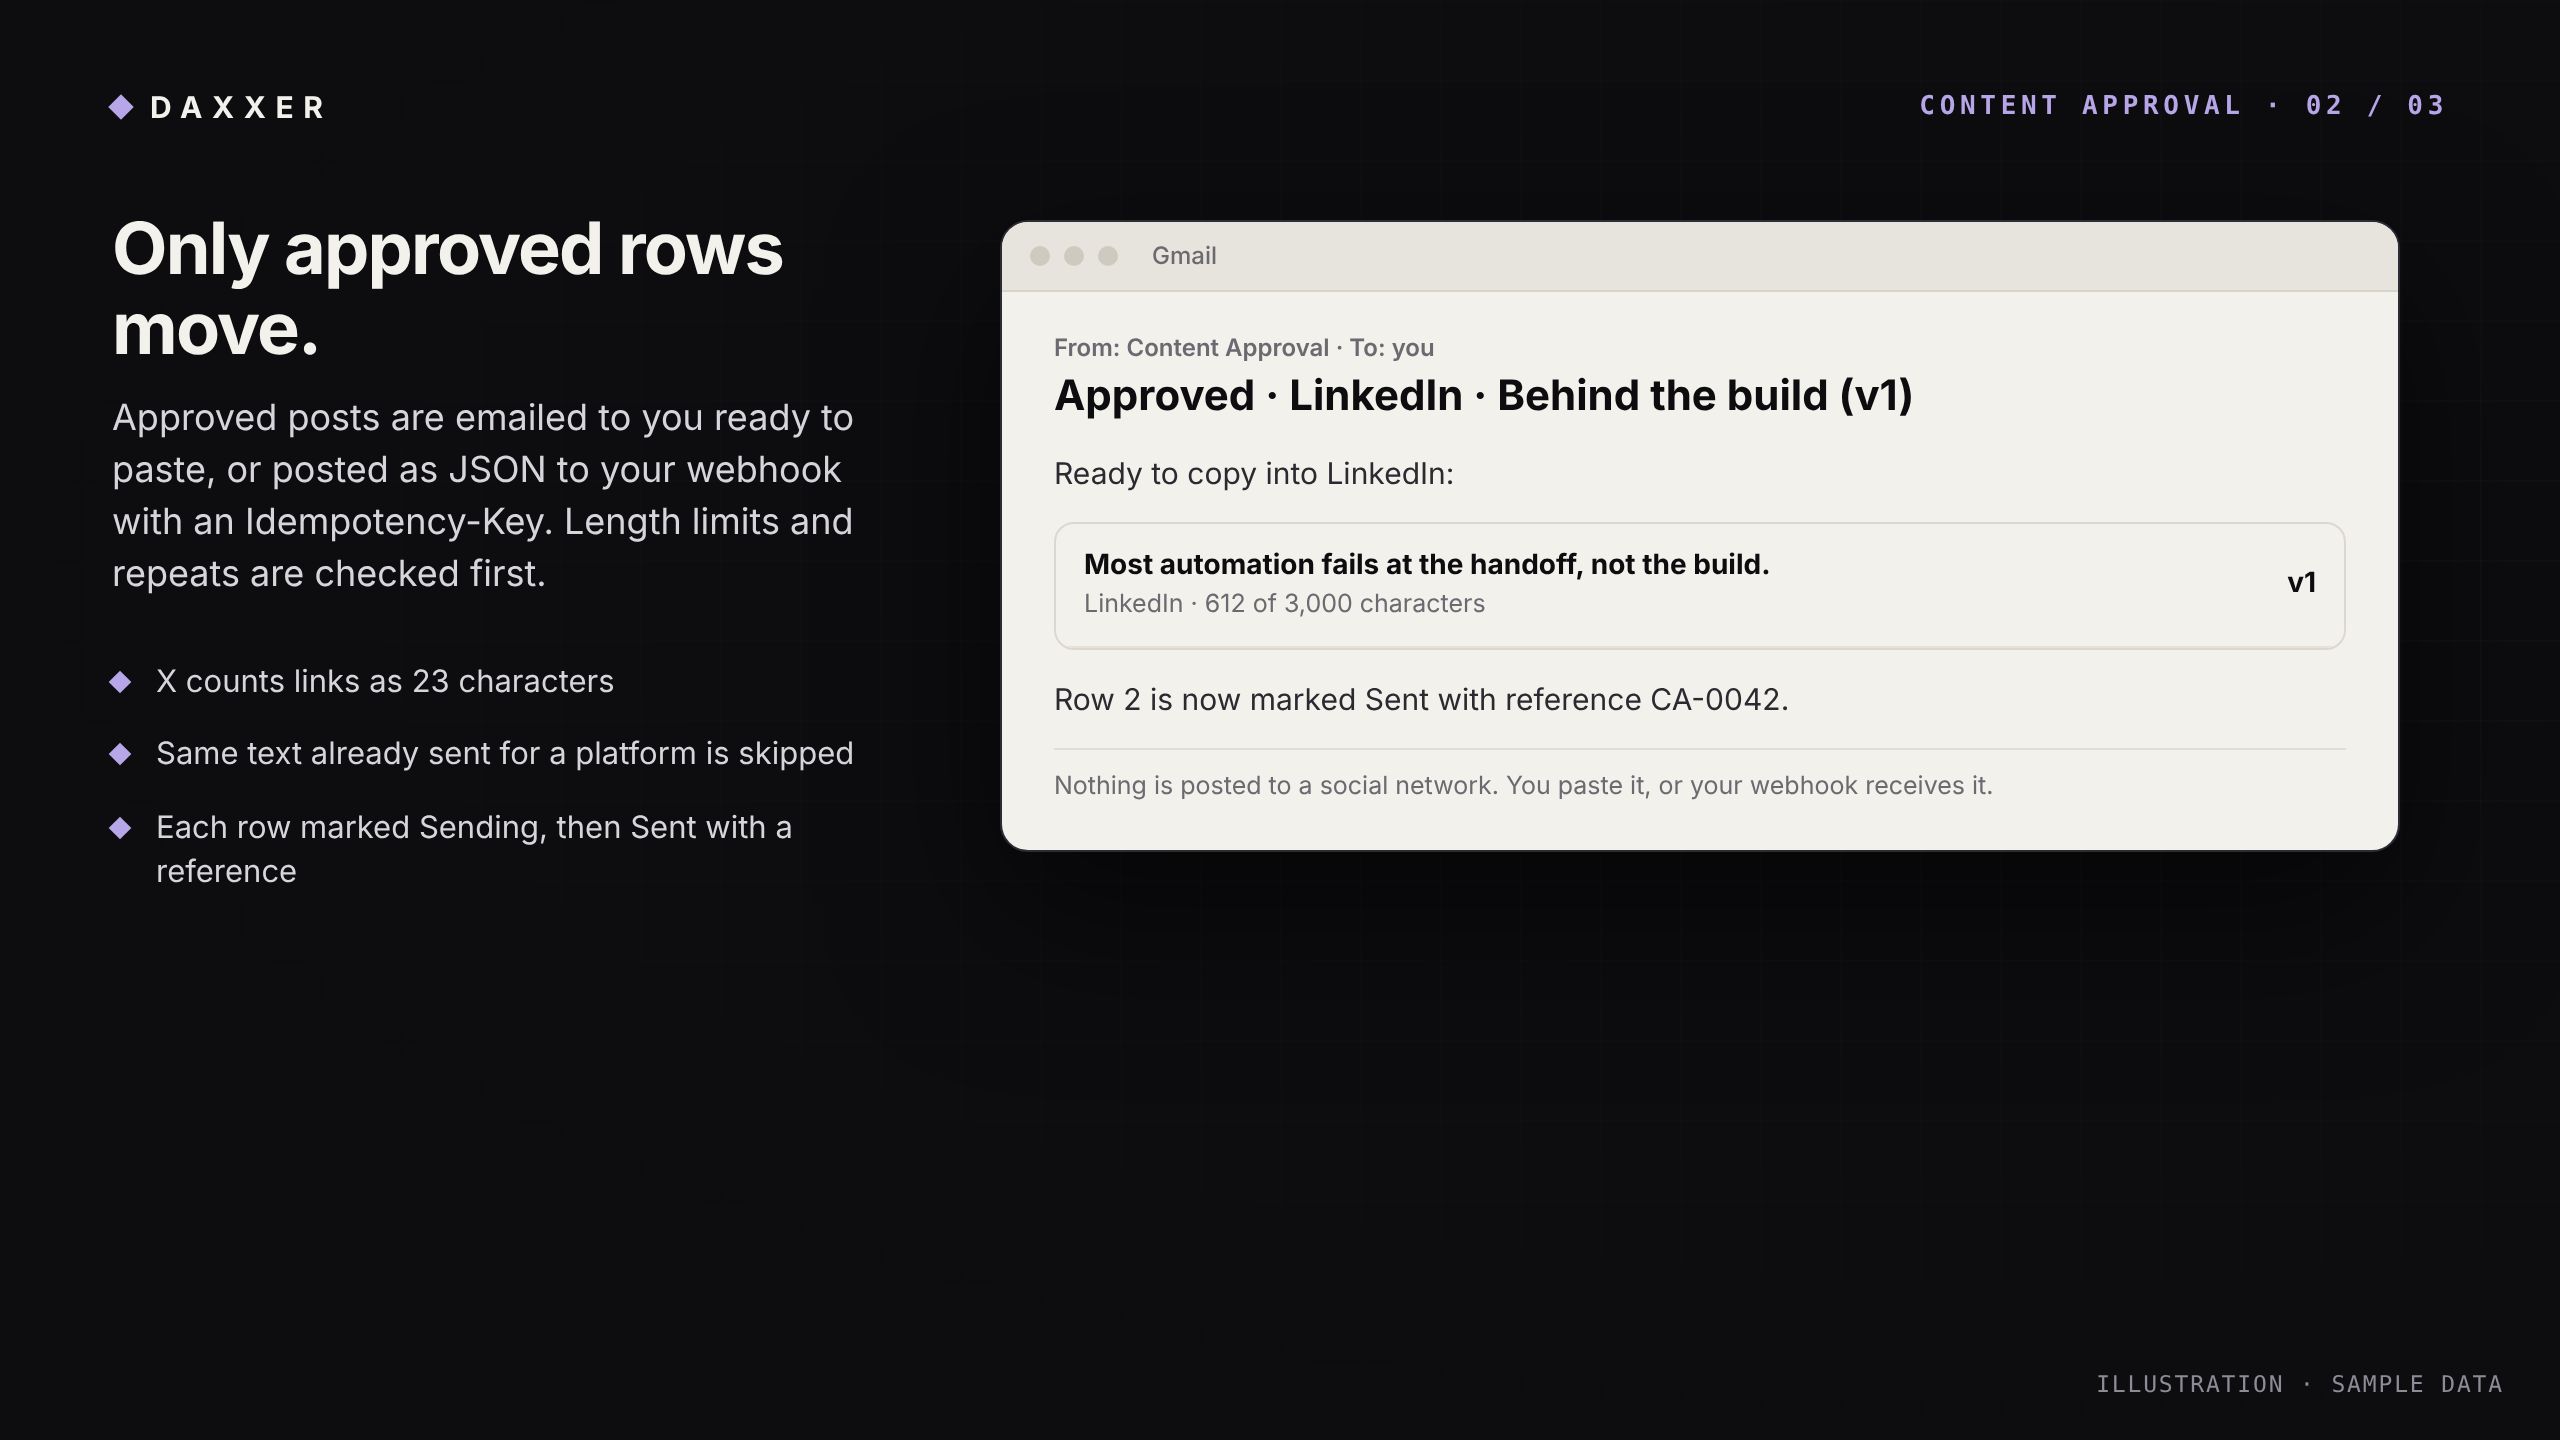 DAXXER
CONTENT APPROVAL · 02 / 03
Only approved rows
move.
Approved posts are emailed to you ready to
paste, or posted as JSON to your webhook
with an Idempotency-Key. Length limits and
repeats are checked first.
X counts links as 23 characters
Same text already sent for a platform is skipped
Each row marked Sending, then Sent with a
reference
Gmail
From: Content Approval · To: you
Approved · LinkedIn · Behind the build (v1)
Ready to copy into LinkedIn:
Most automation fails at the handoff, not the build.
LinkedIn · 612 of 3,000 characters
v1
Row 2 is now marked Sent with reference CA-0042.
Nothing is posted to a social network. You paste it, or your webhook receives it.
ILLUSTRATION · SAMPLE DATA